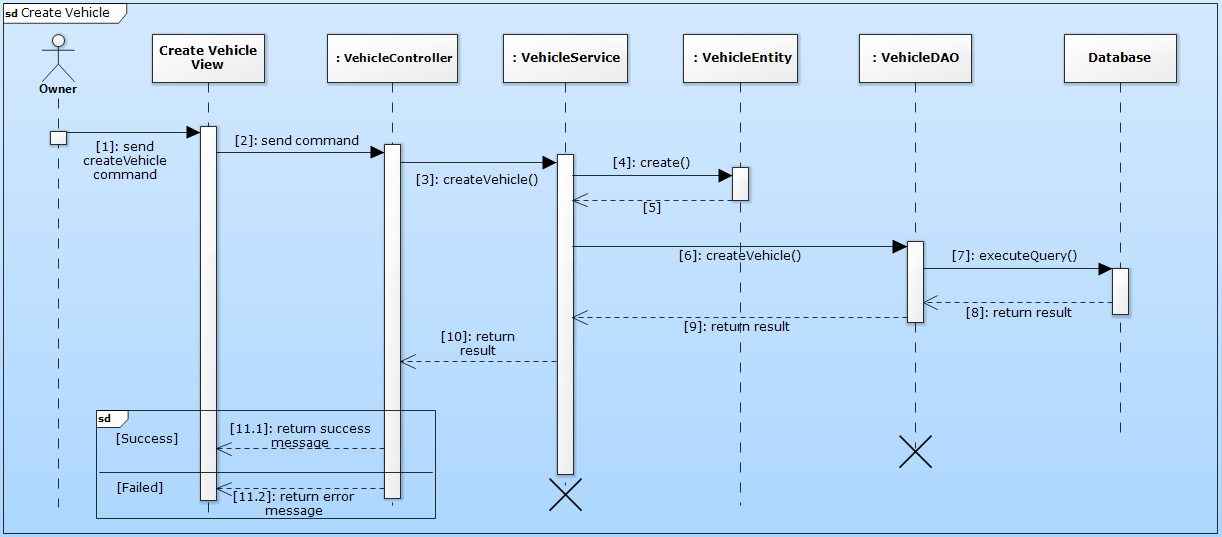 sd Create Vehicle
Owner
Create Vehicle
View
: VehicleController
: VehicleService
: VehicleEntity
: VehicleDAO
Database
[1]: send
createVehicle
command
[2]: send command
[3]: createVehicle()
[4]: create()
[5]
[6]: createVehicle()
[7]: executeQuery()
[8]: return result
[9]: return result
[10]: return
result
sd
[Success]
[11.1]: return success
message
[Failed]
[11.2]: return error
message